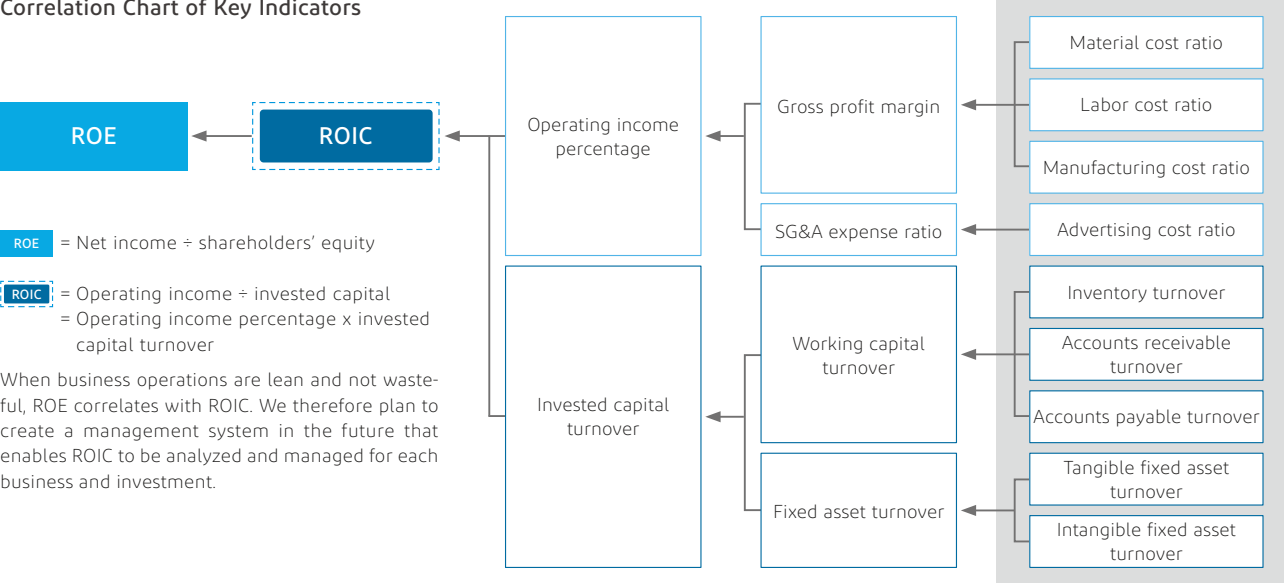 Correlation Chart of Key Indicators
ROE
ROIC
Operating income
percentage
Gross profit margin
Material cost ratio
Labor cost ratio
Manufacturing cost ratio
SG&A expense ratio
Advertising cost ratio
ROE = Net income ÷ shareholders' equity
ROIC = Operating income ÷ invested capital
= Operating income percentage x invested
capital turnover
When business operations are lean and not waste-
ful, ROE correlates with ROIC. We therefore plan to
create a management system in the future that
enables ROIC to be analyzed and managed for each
business and investment.
Invested capital
turnover
Working capital
turnover
Inventory turnover
Accounts receivable
turnover
Accounts payable turnover
Fixed asset turnover
Tangible fixed asset
turnover
Intangible fixed asset
turnover